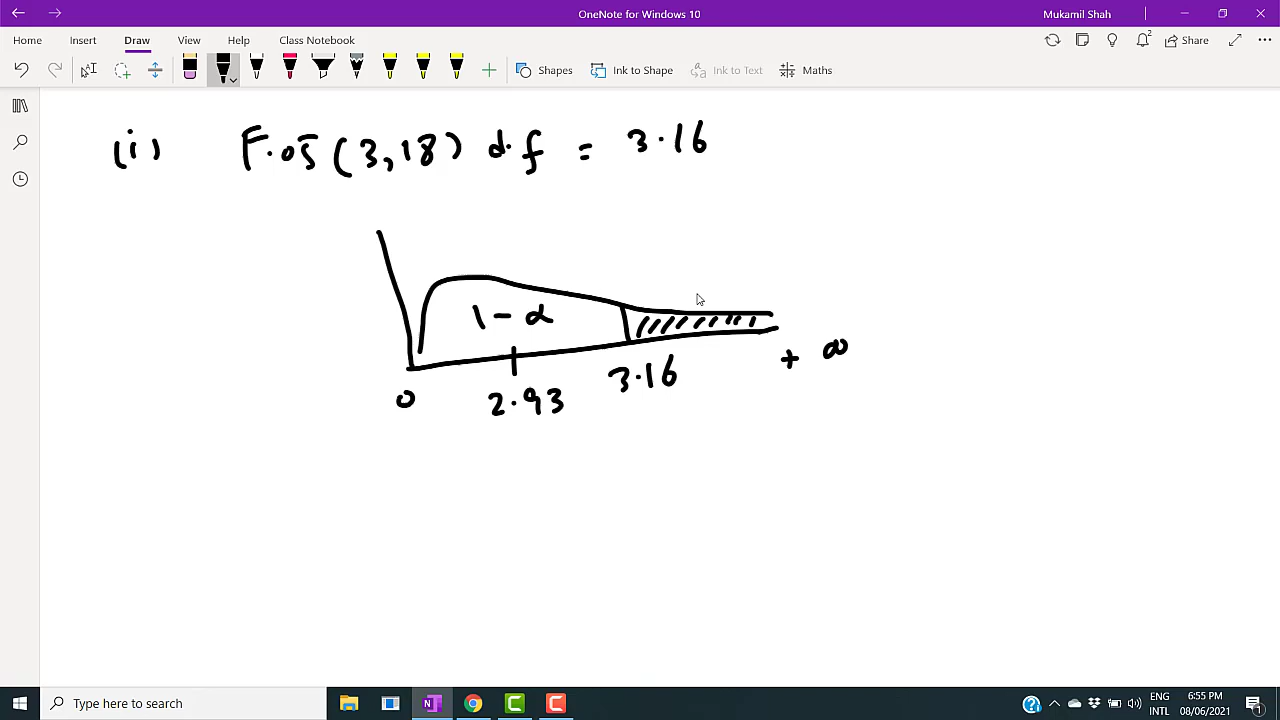 OneNote for Windows 10
Mukamil Shah
Home Insert Draw View Help Class Notebook
Share
Shapes Ink to Shape Ink to Text Maths
(i) F.05 (3,18) d.f = 3.16
1 - α
0 2.93 3.16 + ∞
Type here to search
ENG 6:55 PM
INTL 08/06/2021